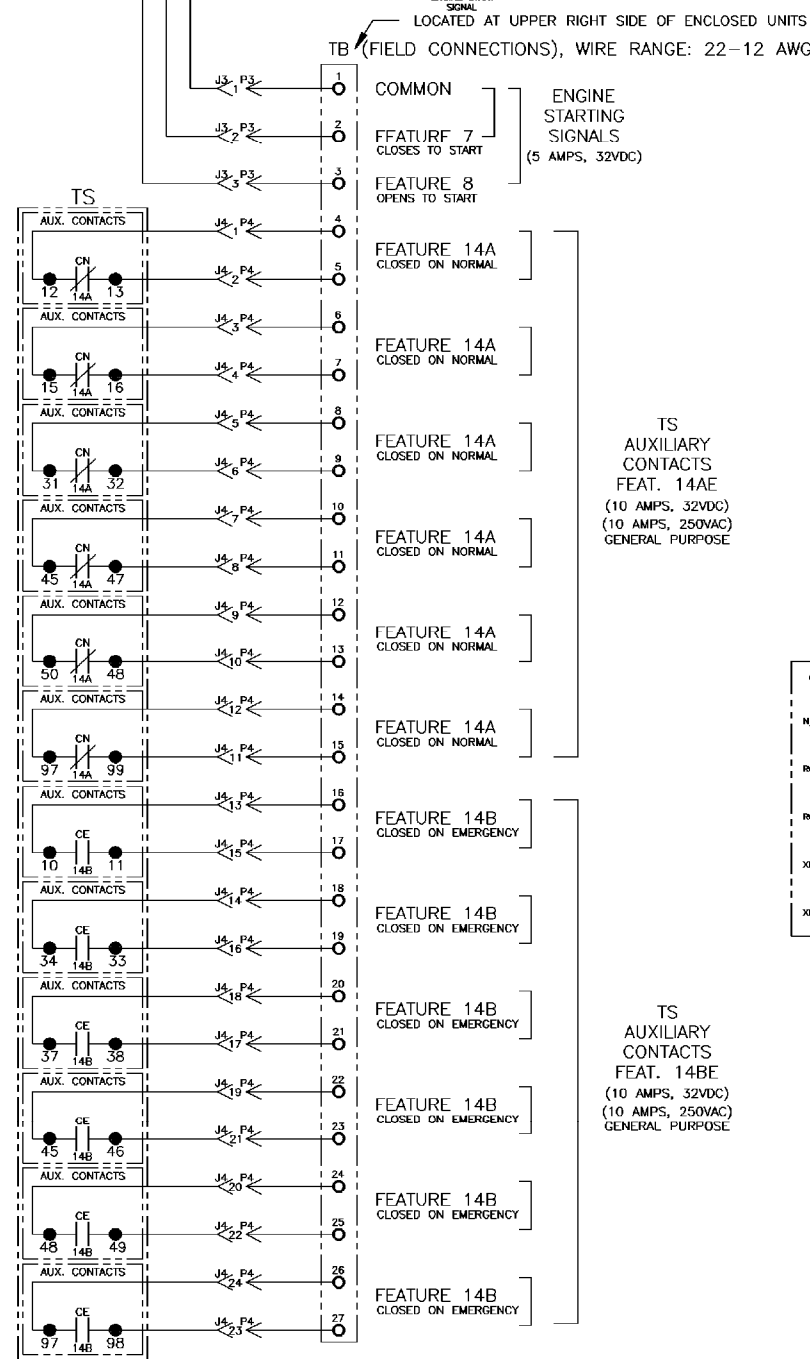 SIGNAL
LOCATED AT UPPER RIGHT SIDE OF ENCLOSED UNITS
TB (FIELD CONNECTIONS), WIRE RANGE: 22-12 AWG
J3 1 P3 1 COMMON
ENGINE
STARTING
SIGNALS
(5 AMPS, 32VDC)
J3 2 P3 2 FEATURE 7
CLOSES TO START
J3 3 P3 3 FEATURE 8
OPENS TO START
TS
AUX. CONTACTS J4 1 P4 4
FEATURE 14A
CLOSED ON NORMAL
CN
12 14A 13 J4 2 P4 5
AUX. CONTACTS J4 3 P4 6
FEATURE 14A
CLOSED ON NORMAL
CN
15 14A 16 J4 4 P4 7
AUX. CONTACTS J4 5 P4 8
FEATURE 14A
CLOSED ON NORMAL
CN
31 14A 32 J4 6 P4 9
AUX. CONTACTS J4 7 P4 10
FEATURE 14A
CLOSED ON NORMAL
CN
45 14A 47 J4 8 P4 11
AUX. CONTACTS J4 9 P4 12
FEATURE 14A
CLOSED ON NORMAL
CN
50 14A 48 J4 10 P4 13
AUX. CONTACTS J4 12 P4 14
FEATURE 14A
CLOSED ON NORMAL
CN
97 14A 99 J4 11 P4 15
TS
AUXILIARY
CONTACTS
FEAT. 14AE
(10 AMPS, 32VDC)
(10 AMPS, 250VAC)
GENERAL PURPOSE
AUX. CONTACTS J4 13 P4 16
FEATURE 14B
CLOSED ON EMERGENCY
CE
10 14B 11 J4 15 P4 17
AUX. CONTACTS J4 14 P4 18
FEATURE 14B
CLOSED ON EMERGENCY
CE
34 14B 33 J4 16 P4 19
AUX. CONTACTS J4 18 P4 20
FEATURE 14B
CLOSED ON EMERGENCY
CE
37 14B 38 J4 17 P4 21
AUX. CONTACTS J4 19 P4 22
FEATURE 14B
CLOSED ON EMERGENCY
CE
45 14B 46 J4 21 P4 23
AUX. CONTACTS J4 20 P4 24
FEATURE 14B
CLOSED ON EMERGENCY
CE
48 14B 49 J4 22 P4 25
AUX. CONTACTS J4 24 P4 26
FEATURE 14B
CLOSED ON EMERGENCY
CE
97 14B 98 J4 23 P4 27
TS
AUXILIARY
CONTACTS
FEAT. 14BE
(10 AMPS, 32VDC)
(10 AMPS, 250VAC)
GENERAL PURPOSE